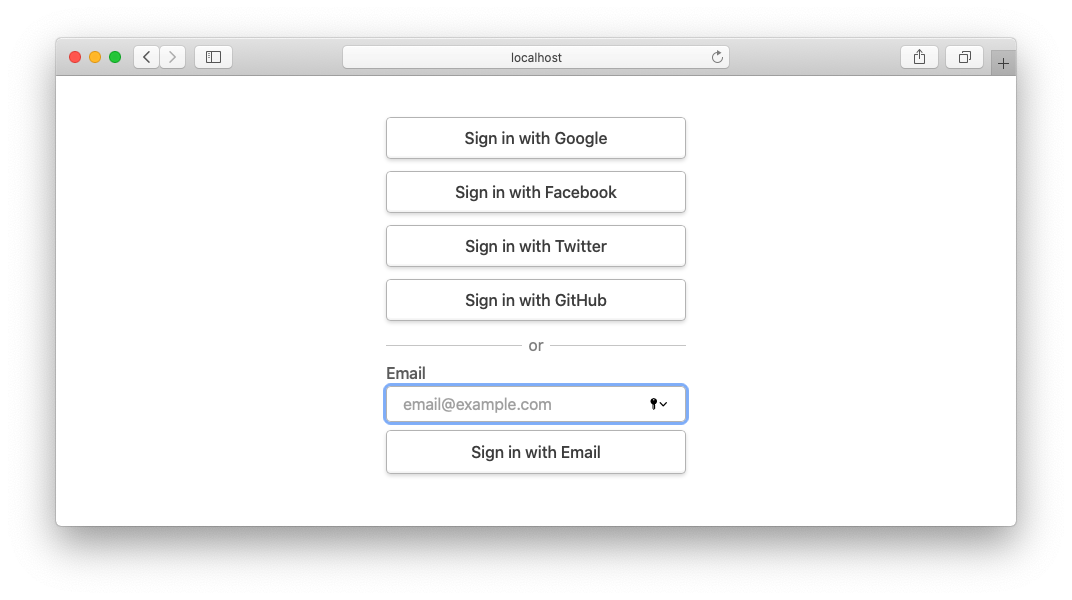 localhost
Sign in with Google
Sign in with Facebook
Sign in with Twitter
Sign in with GitHub
or
Email
email@example.com
Sign in with Email